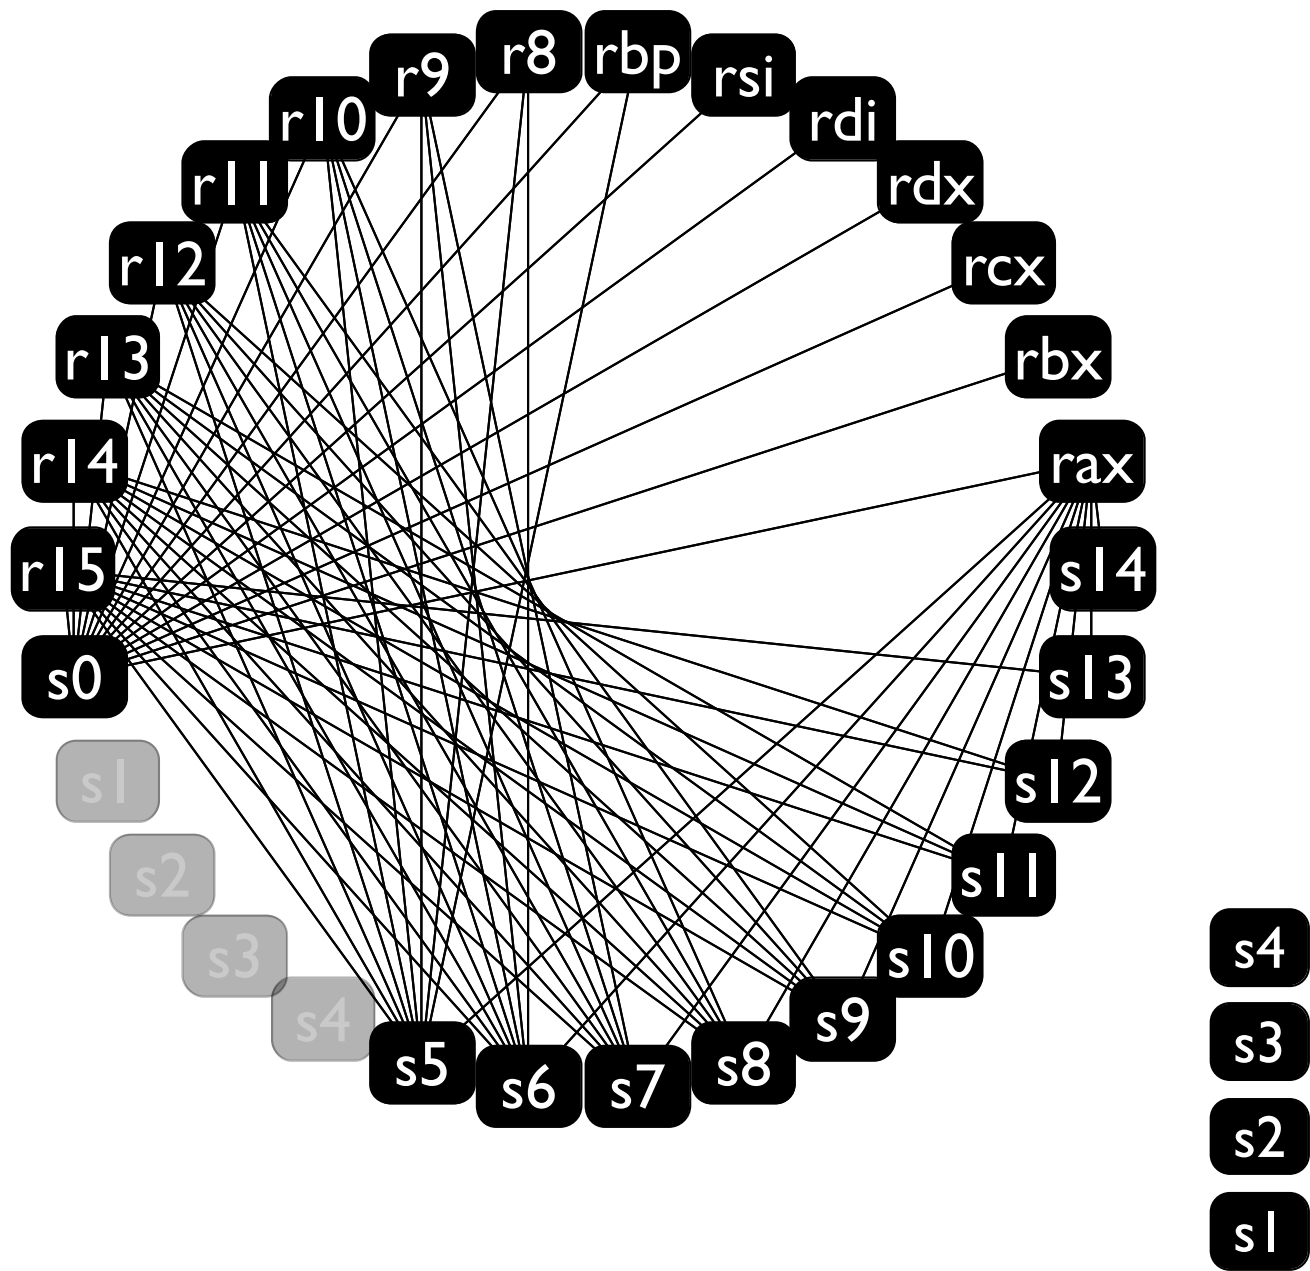 r8
rbp
r9
rsi
r10
rdi
r11
rdx
r12
rcx
r13
rbx
r14
rax
r15
s14
s0
s13
s1
s12
s2
s11
s3
s10
s4
s9
s5
s8
s6
s7
s4
s3
s2
s1